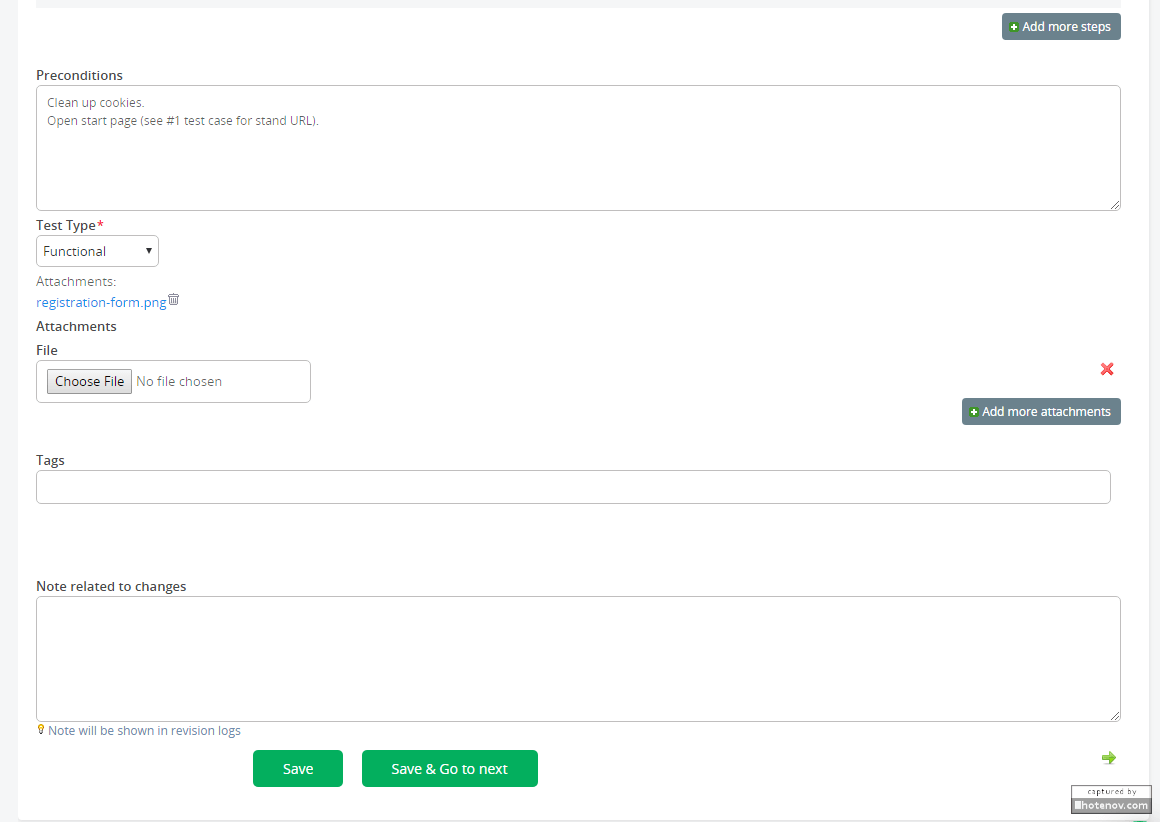 Add more steps
Preconditions
Clean up cookies.
Open start page (see #1 test case for stand URL).
Test Type*
Functional
Attachments:
registration-form.png
Attachments
File
Choose File No file chosen
Add more attachments
Tags
Note related to changes
Note will be shown in revision logs
Save
Save & Go to next
captured by
hotenov.com